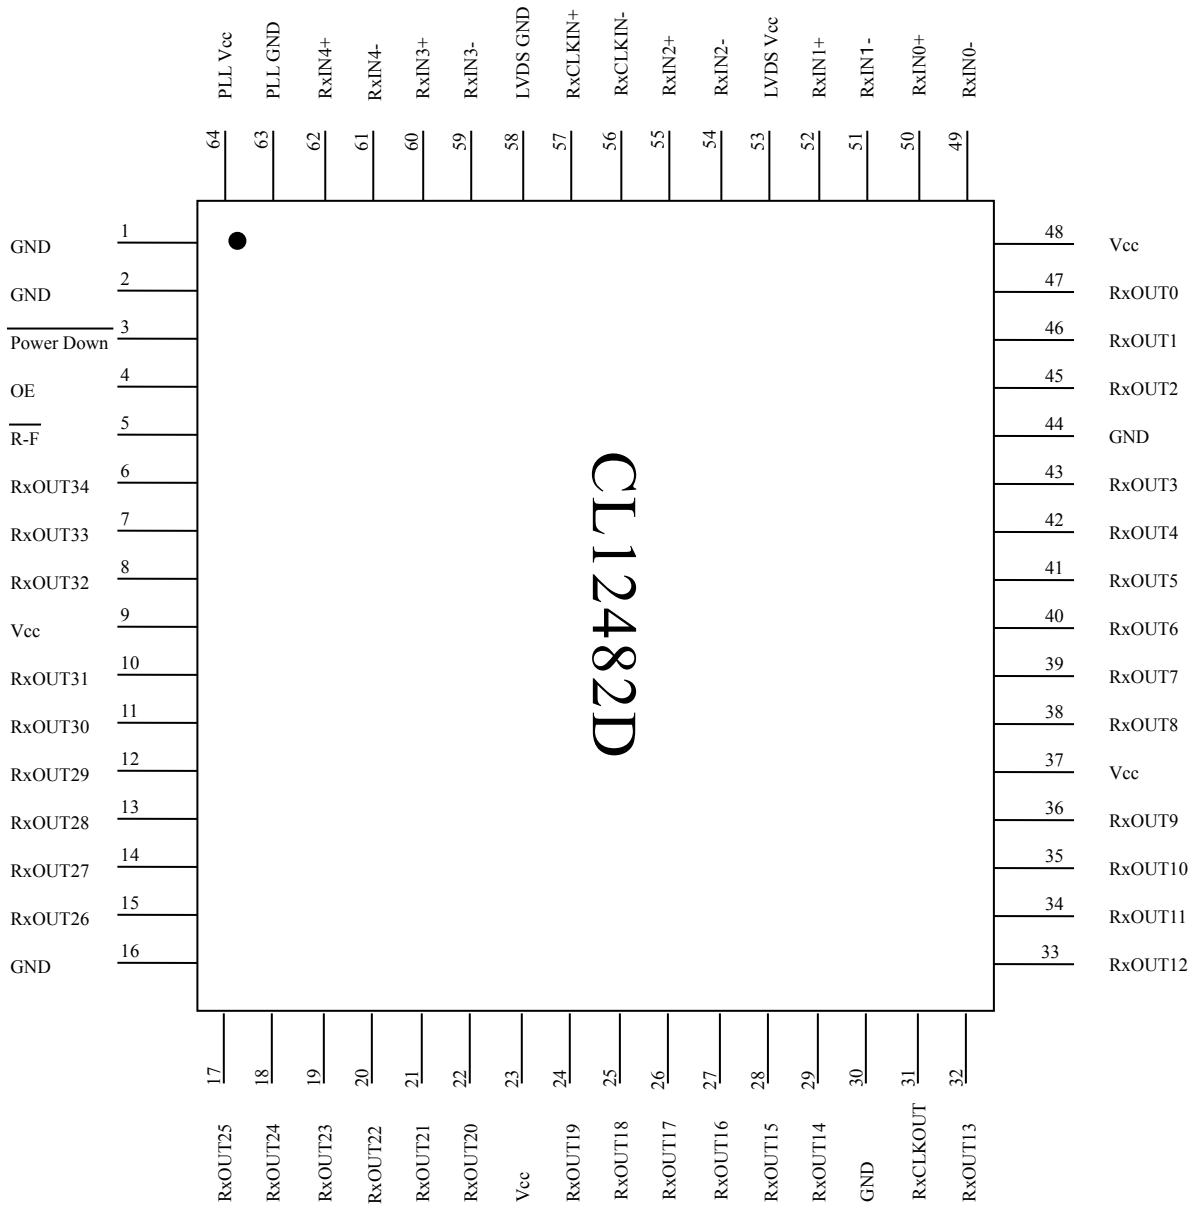 PLL Vcc
PLL GND
RxIN4+
RxIN4-
RxIN3+
RxIN3-
LVDS GND
RxCLKIN+
RxCLKIN-
RxIN2+
RxIN2-
LVDS Vcc
RxIN1+
RxIN1-
RxIN0+
RxIN0-
64
63
62
61
60
59
58
57
56
55
54
53
52
51
50
49
GND 1
GND 2
Power Down 3
OE 4
R-F 5
RxOUT34 6
RxOUT33 7
RxOUT32 8
Vcc 9
RxOUT31 10
RxOUT30 11
RxOUT29 12
RxOUT28 13
RxOUT27 14
RxOUT26 15
GND 16
CL12482D
48 Vcc
47 RxOUT0
46 RxOUT1
45 RxOUT2
44 GND
43 RxOUT3
42 RxOUT4
41 RxOUT5
40 RxOUT6
39 RxOUT7
38 RxOUT8
37 Vcc
36 RxOUT9
35 RxOUT10
34 RxOUT11
33 RxOUT12
17
18
19
20
21
22
23
24
25
26
27
28
29
30
31
32
RxOUT25
RxOUT24
RxOUT23
RxOUT22
RxOUT21
RxOUT20
Vcc
RxOUT19
RxOUT18
RxOUT17
RxOUT16
RxOUT15
RxOUT14
GND
RxCLKOUT
RxOUT13